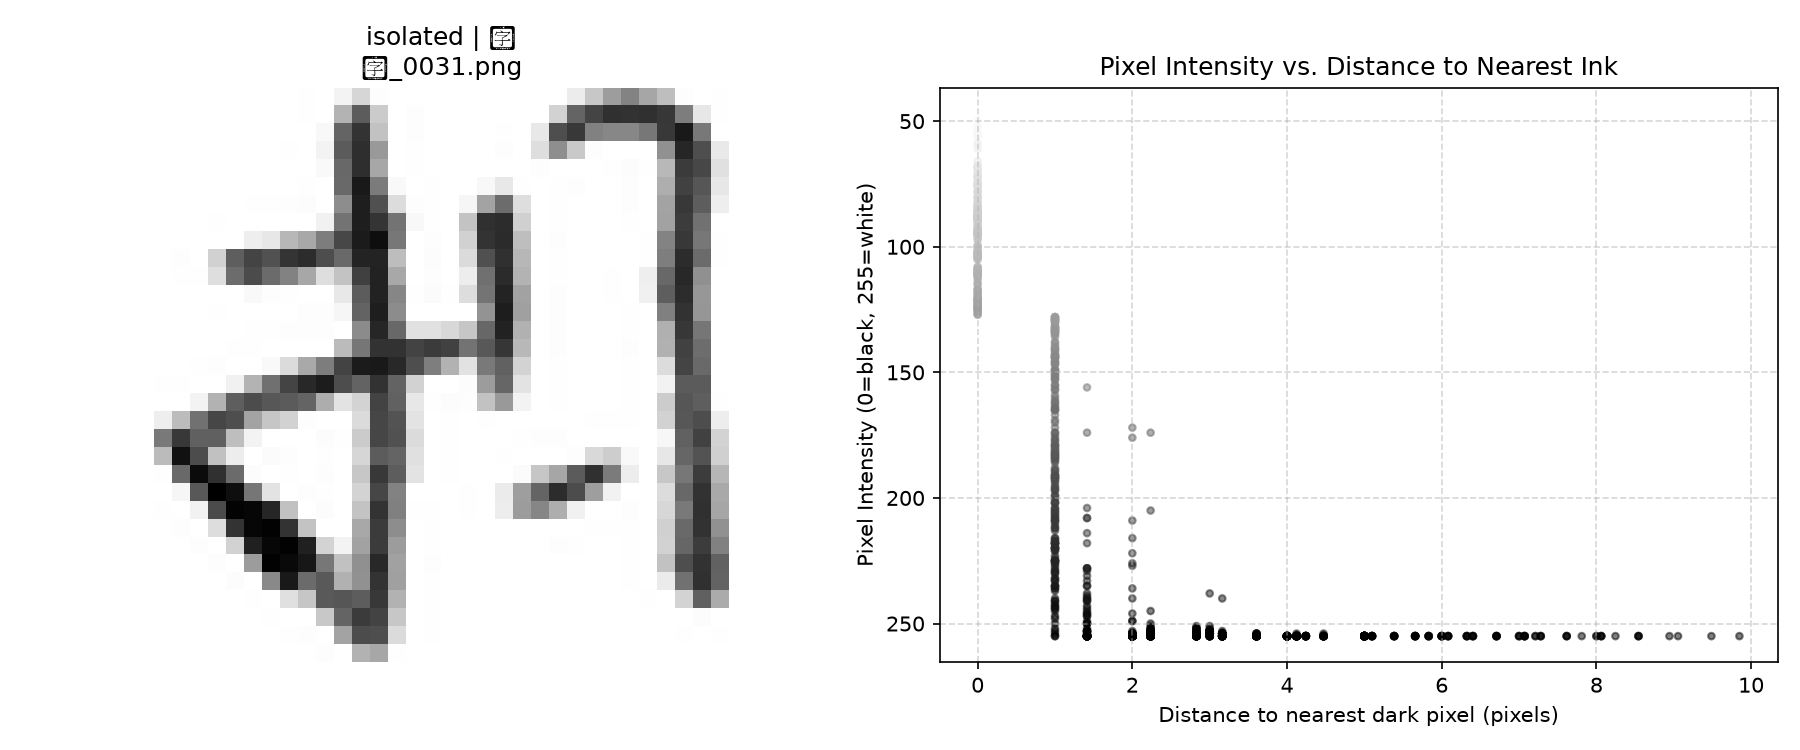 isolated |
_0031.png
Pixel Intensity vs. Distance to Nearest Ink
Pixel Intensity (0=black, 255=white)
50
100
150
200
250
0 2 4 6 8 10
Distance to nearest dark pixel (pixels)